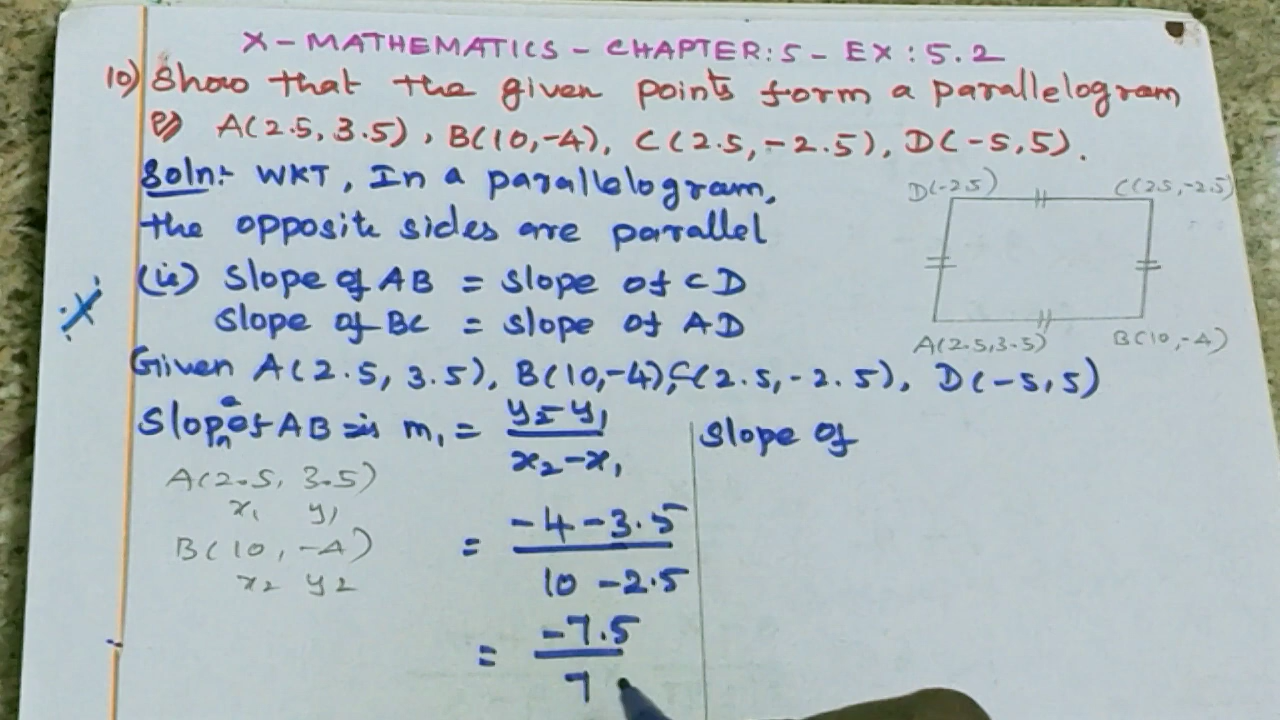 X - MATHEMATICS - CHAPTER: 5 - EX: 5.2
10) Show that the given points form a parallelogram
A(2.5, 3.5), B(10,-4), C(2.5,-2.5), D(-5,5).
Soln:- WKT, In a parallelogram,
the opposite sides are parallel
(ie) Slope of AB = Slope of CD
Slope of BC = Slope of AD
D(-25) C(25,-2.5)
A(2.5,3.5) B(10,-4)
Given A(2.5, 3.5), B(10,-4), C(2.5,-2.5), D(-5,5)
Slope of AB is m₁ = y₂-y₁
x₂-x₁
A(2.5, 3.5)
x₁ y₁
B(10, -4)
x₂ y₂
= -4-3.5
10-2.5
= -7.5
7
Slope of